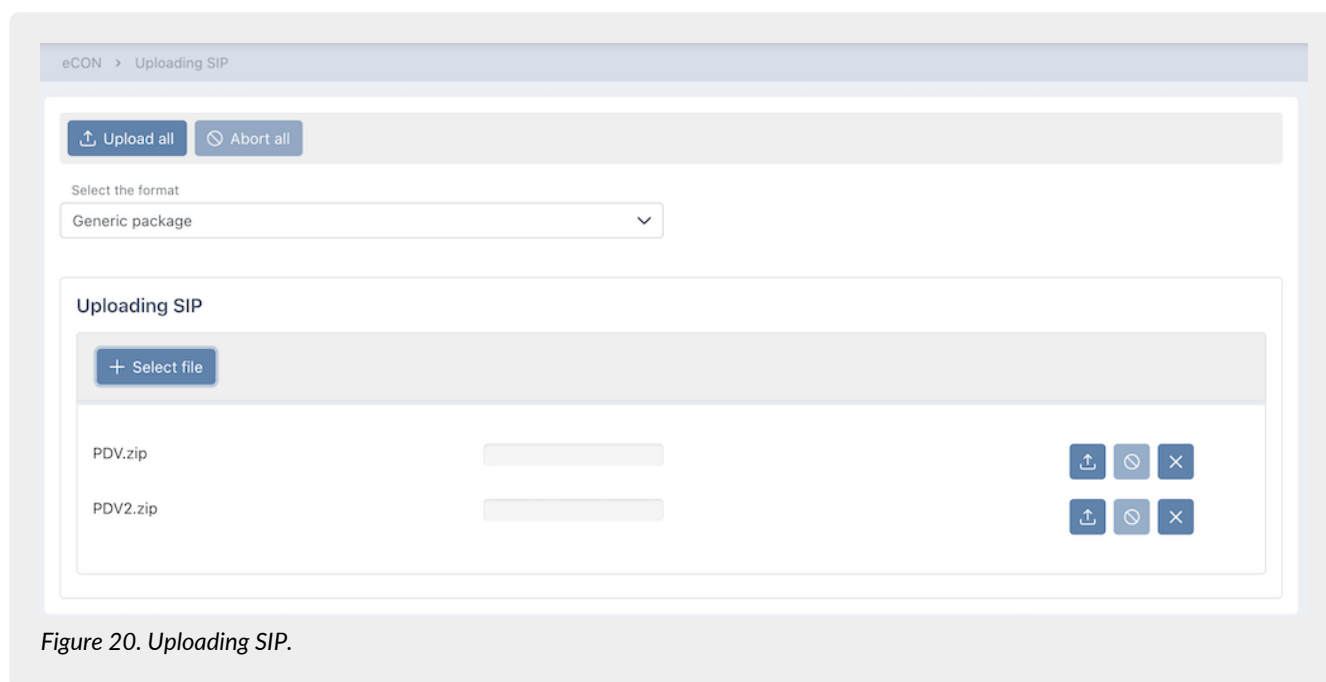 eCON > Uploading SIP
Upload all Abort all
Select the format
Generic package
Uploading SIP
+ Select file
PDV.zip
PDV2.zip
Figure 20. Uploading SIP.